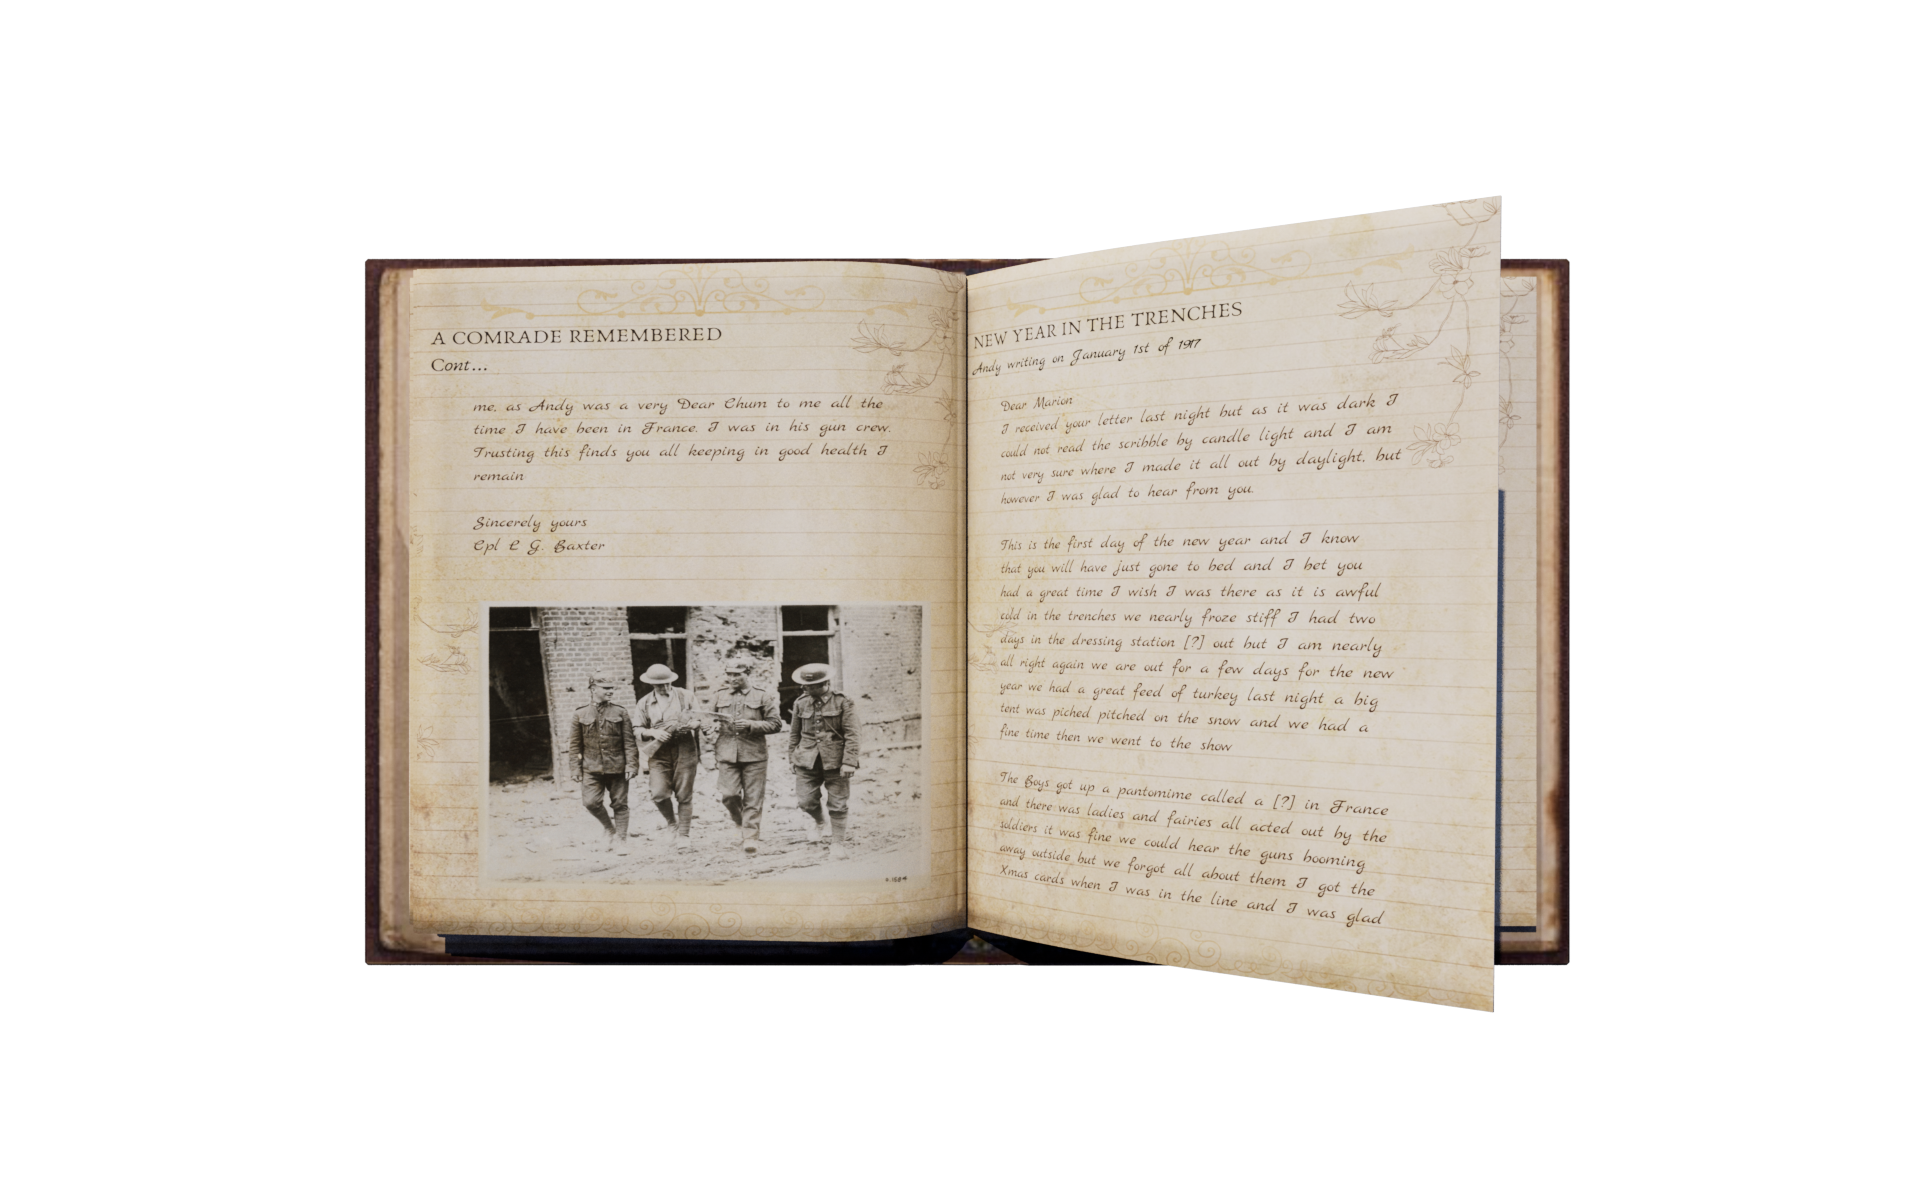 A COMRADE REMEMBERED
Cont...
me, as Andy was a very Dear Chum to me all the
time I have been in France. I was in his gun crew.
Trusting this finds you all keeping in good health I
remain
Sincerely yours
Cpl C G. Baxter
NEW YEAR IN THE TRENCHES
Andy writing on January 1st of 1917
Dear Marion
I received your letter last night but as it was dark I
could not read the scribble by candle light and I am
not very sure where I made it all out by daylight, but
however I was glad to hear from you.
This is the first day of the new year and I know
that you will have just gone to bed and I bet you
had a great time I wish I was there as it is awful
cold in the trenches we nearly froze stiff I had two
days in the dressing station [?] out but I am nearly
all right again we are out for a few days for the new
year we had a great feed of turkey last night a big
tent was piched pitched on the snow and we had a
fine time then we went to the show
The Boys got up a pantomime called a [?] in France
and there was ladies and fairies all acted out by the
soldiers it was fine we could hear the guns booming
away outside but we forgot all about them I got the
Xmas cards when I was in the line and I was glad